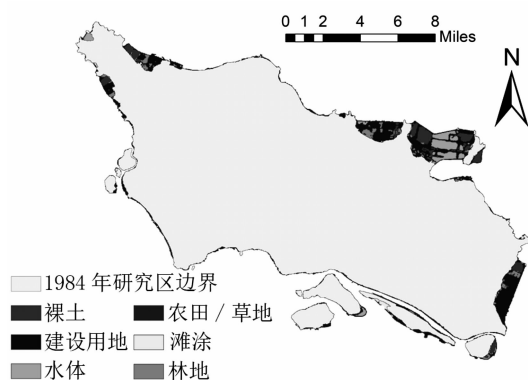 0 1 2 4 6 8
Miles
N
1984 年研究区边界
裸土 农田 / 草地
建设用地 滩涂
水体 林地